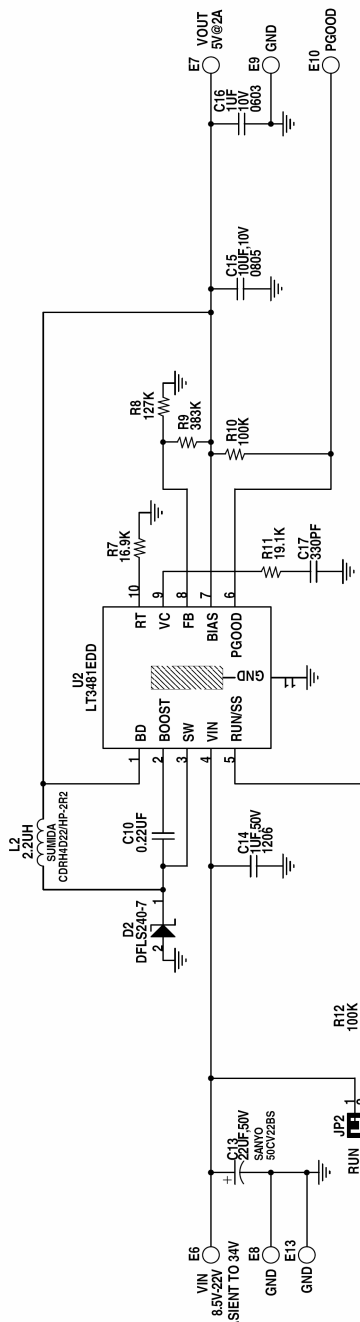 L2
2.2UH
SUMIDA
CDRH4D22/HP-2R2
D2
DFLS240-7
2
1
C10
0.22UF
U2
LT3481EDD
1
BD
2
BOOST
3
SW
4
VIN
5
RUN/SS
RT
10
VC
9
FB
8
BIAS
7
PGOOD
6
GND
11
R7
16.9K
R8
127K
R9
383K
R10
100K
R11
19.1K
C17
330PF
C15
10UF,10V
0805
C16
1UF
10V
0603
E7
VOUT
5V@2A
E9
GND
E10
PGOOD
E6
VIN
8.5V-22V
SIENT TO 34V
E8
GND
E13
GND
+
C13
22UF,50V
SANYO
50CV22BS
C14
1UF,50V
1206
JP2
1
RUN
R12
100K